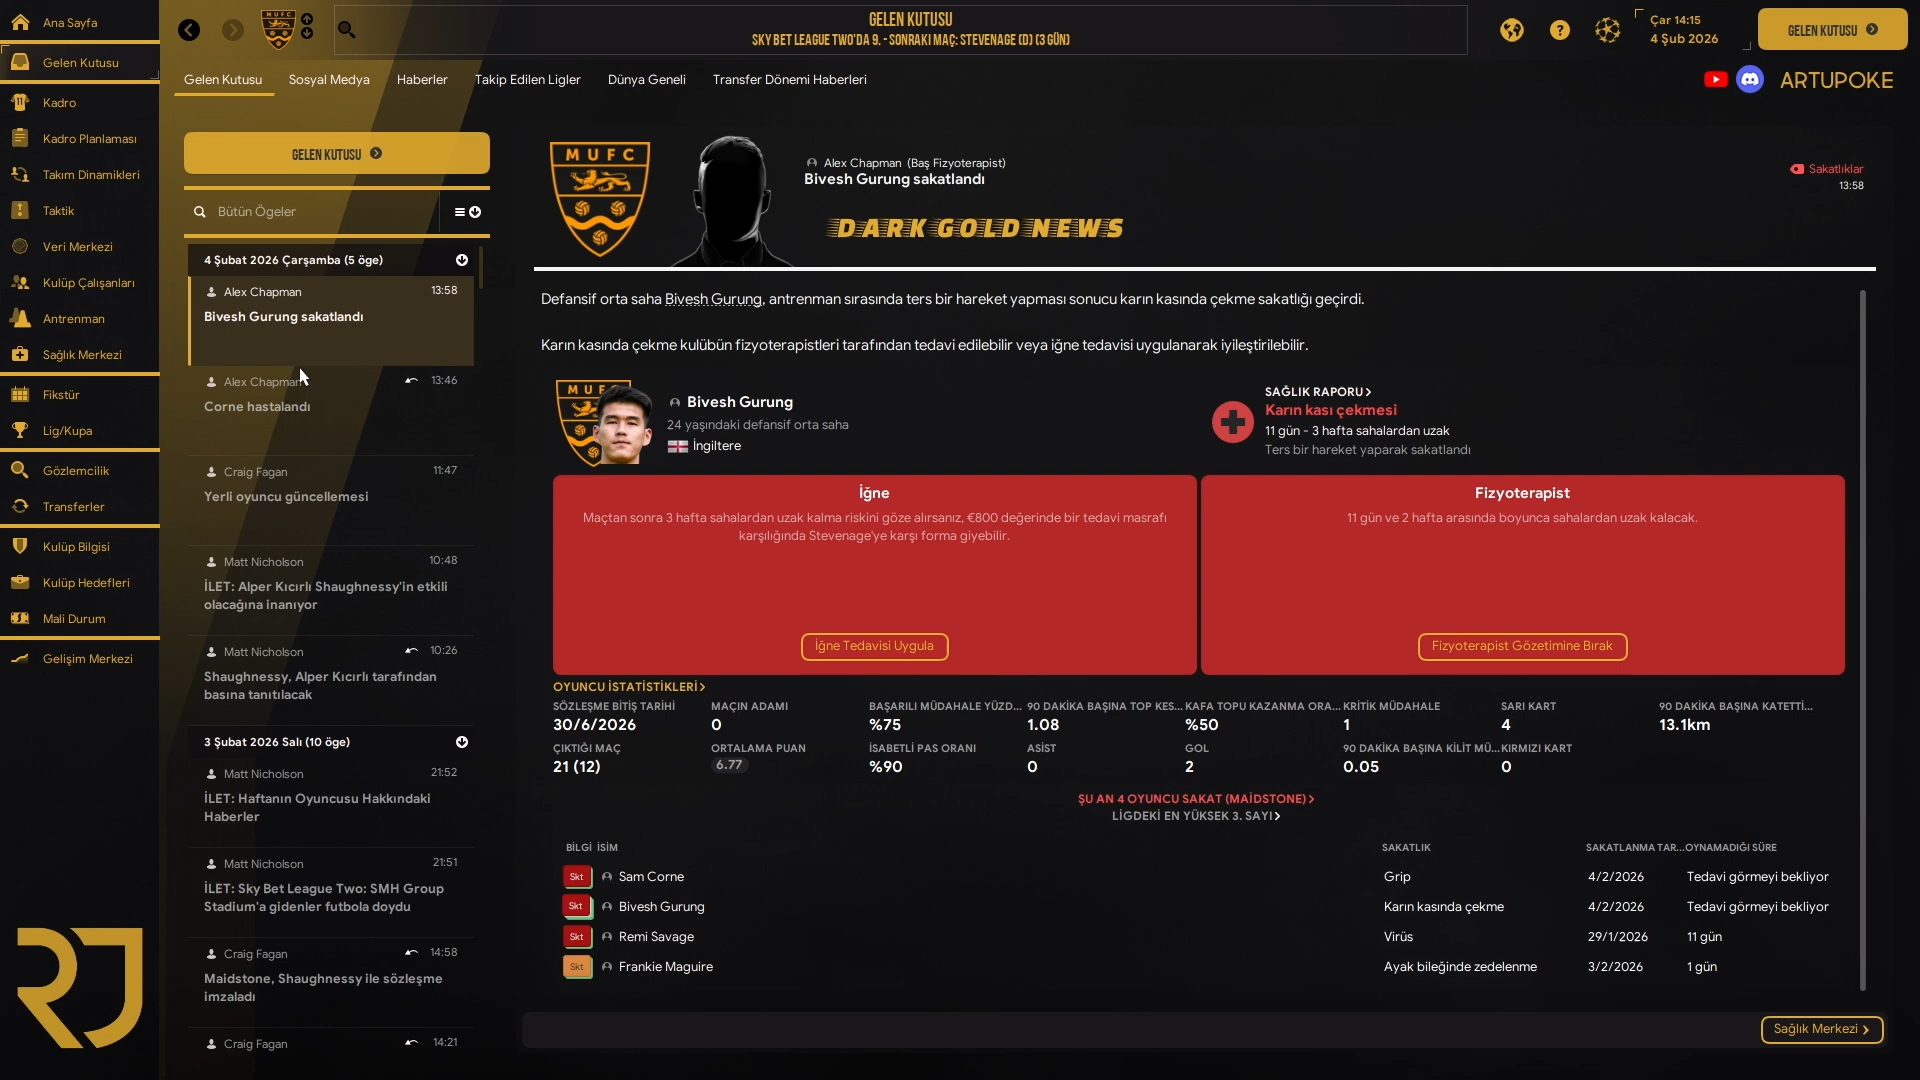 Ana Sayfa
Gelen Kutusu
Kadro
Kadro Planlaması
Takım Dinamikleri
Taktik
Veri Merkezi
Kulüp Çalışanları
Antrenman
Sağlık Merkezi
Fikstür
Lig/Kupa
Gözlemcilik
Transferler
Kulüp Bilgisi
Kulüp Hedefleri
Mali Durum
Gelişim Merkezi
GELEN KUTUSU
SKY BET LEAGUE TWO'DA 9. - SONRAKI MAÇ: STEVENAGE (D) (3 GÜN)
Çar 14:15
4 Şub 2026
GELEN KUTUSU
Gelen Kutusu
Sosyal Medya
Haberler
Takip Edilen Ligler
Dünya Geneli
Transfer Dönemi Haberleri
ARTUPOKE
GELEN KUTUSU
Bütün Ögeler
4 Şubat 2026 Çarşamba (5 öge)
Alex Chapman 13:58
Bivesh Gurung sakatlandı
Alex Chapman 13:46
Corne hastalandı
Craig Fagan 11:47
Yerli oyuncu güncellemesi
Matt Nicholson 10:48
İLET: Alper Kıcırlı Shaughnessy'in etkili
olacağına inanıyor
Matt Nicholson 10:26
Shaughnessy, Alper Kıcırlı tarafından
basına tanıtılacak
3 Şubat 2026 Salı (10 öge)
Matt Nicholson 21:52
İLET: Haftanın Oyuncusu Hakkındaki
Haberler
Matt Nicholson 21:51
İLET: Sky Bet League Two: SMH Group
Stadium'a gidenler futbola doydu
Craig Fagan 14:58
Maidstone, Shaughnessy ile sözleşme
imzaladı
Craig Fagan 14:21
MUFC
Alex Chapman (Baş Fizyoterapist)
Bivesh Gurung sakatlandı
DARK GOLD NEWS
Sakatlıklar
13:58
Defansif orta saha Bivesh Gurung, antrenman sırasında ters bir hareket yapması sonucu karın kasında çekme sakatlığı geçirdi.
Karın kasında çekme kulübün fizyoterapistleri tarafından tedavi edilebilir veya iğne tedavisi uygulanarak iyileştirilebilir.
MUFC
Bivesh Gurung
24 yaşındaki defansif orta saha
İngiltere
SAĞLIK RAPORU
Karın kası çekmesi
11 gün - 3 hafta sahalardan uzak
Ters bir hareket yaparak sakatlandı
İğne
Maçtan sonra 3 hafta sahalardan uzak kalma riskini göze alırsanız, €800 değerinde bir tedavi masrafı
karşılığında Stevenage'ye karşı forma giyebilir.
İğne Tedavisi Uygula
Fizyoterapist
11 gün ve 2 hafta arasında boyunca sahalardan uzak kalacak.
Fizyoterapist Gözetimine Bırak
OYUNCU İSTATİSTİKLERİ
SÖZLEŞME BİTİŞ TARİHİ MAÇIN ADAMI BAŞARILI MÜDAHALE YÜZD... 90 DAKİKA BAŞINA TOP KES... KAFA TOPU KAZANMA ORA... KRİTİK MÜDAHALE SARI KART 90 DAKİKA BAŞINA KATETTİ...
30/6/2026 0 %75 1.08 %50 1 4 13.1km
ÇIKTIĞI MAÇ ORTALAMA PUAN İSABETLİ PAS ORANI ASİST GOL 90 DAKİKA BAŞINA KİLİT MÜ... KIRMIZI KART
21 (12) 6.77 %90 0 2 0.05 0
ŞU AN 4 OYUNCU SAKAT (MAİDSTONE)
LİGDEKİ EN YÜKSEK 3. SAYI
BİLGİ İSİM SAKATLIK SAKATLANMA TAR... OYNAMADIĞI SÜRE
Skt Sam Corne Grip 4/2/2026 Tedavi görmeyi bekliyor
Skt Bivesh Gurung Karın kasında çekme 4/2/2026 Tedavi görmeyi bekliyor
Skt Remi Savage Virüs 29/1/2026 11 gün
Skt Frankie Maguire Ayak bileğinde zedelenme 3/2/2026 1 gün
Sağlık Merkezi